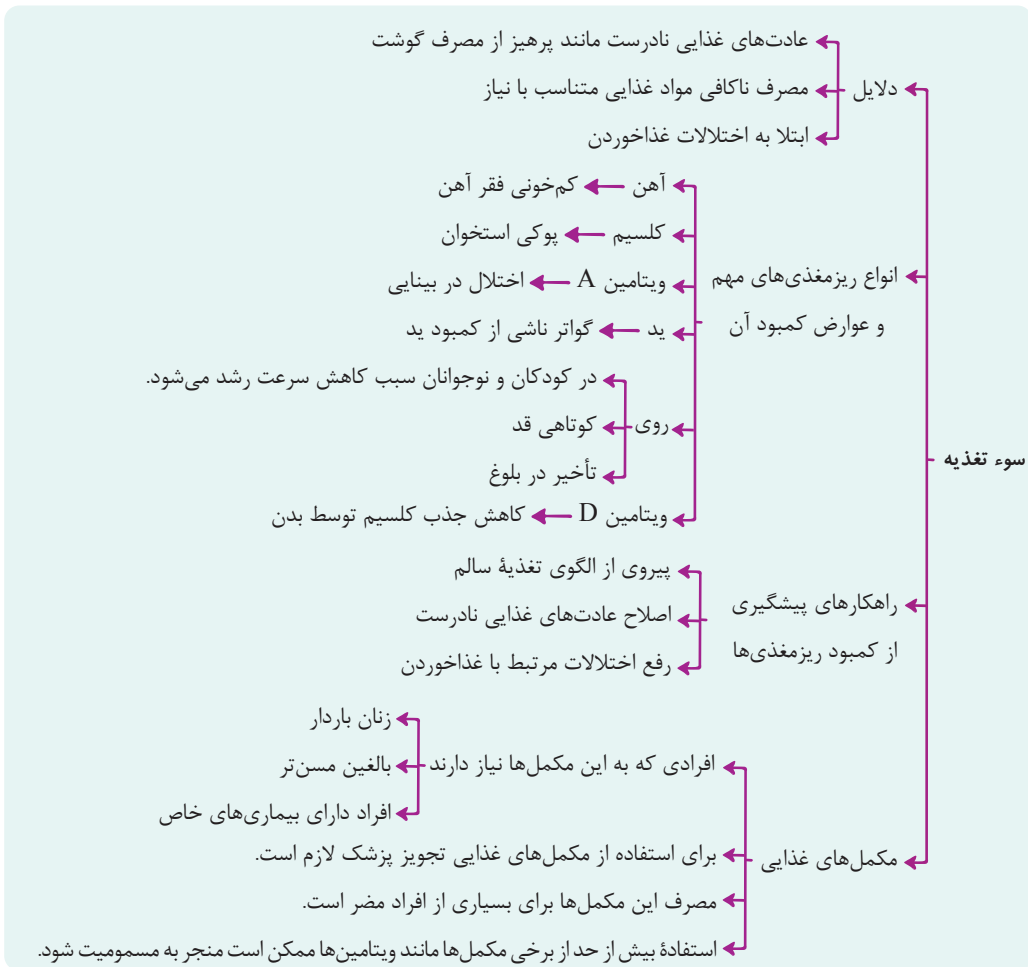 سوء تغذیه
دلایل
عادت‌های غذایی نادرست مانند پرهیز از مصرف گوشت
مصرف ناکافی مواد غذایی متناسب با نیاز
ابتلا به اختلالات غذاخوردن
انواع ریزمغذی‌های مهم
و عوارض کمبود آن
آهن
کم‌خونی فقر آهن
کلسیم
پوکی استخوان
ویتامین A
اختلال در بینایی
ید
گواتر ناشی از کمبود ید
روی
در کودکان و نوجوانان سبب کاهش سرعت رشد می‌شود.
کوتاهی قد
تأخیر در بلوغ
ویتامین D
کاهش جذب کلسیم توسط بدن
راهکارهای پیشگیری
از کمبود ریزمغذی‌ها
پیروی از الگوی تغذیهٔ سالم
اصلاح عادت‌های غذایی نادرست
رفع اختلالات مرتبط با غذاخوردن
مکمل‌های غذایی
افرادی که به این مکمل‌ها نیاز دارند
زنان باردار
بالغین مسن‌تر
افراد دارای بیماری‌های خاص
برای استفاده از مکمل‌های غذایی تجویز پزشک لازم است.
مصرف این مکمل‌ها برای بسیاری از افراد مضر است.
استفادهٔ بیش از حد از برخی مکمل‌ها مانند ویتامین‌ها ممکن است منجر به مسمومیت شود.